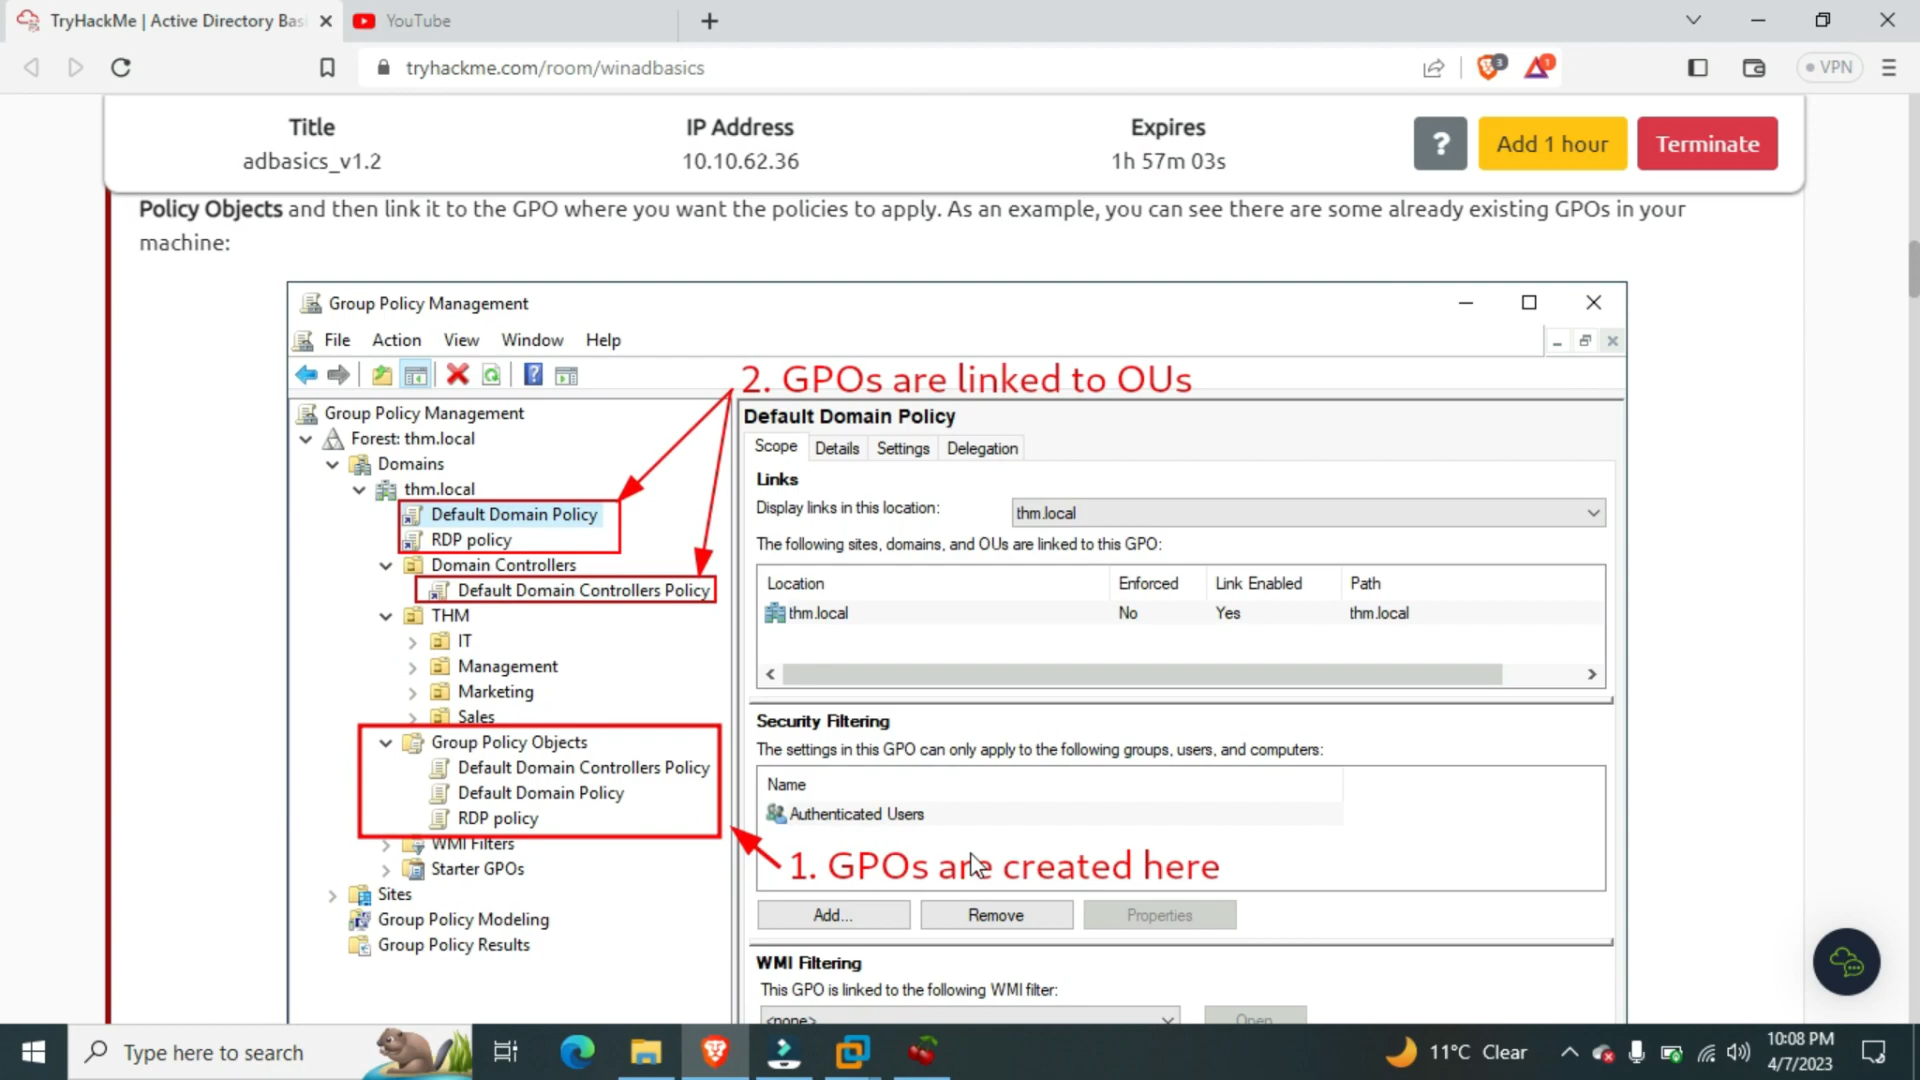 TryHackMe | Active Directory Bas
YouTube
tryhackme.com/room/winadbasics
3
1
VPN
Title
IP Address
Expires
adbasics_v1.2
10.10.62.36
1h 57m 03s
?
Add 1 hour
Terminate
Policy Objects and then link it to the GPO where you want the policies to apply. As an example, you can see there are some already existing GPOs in your
machine:
Group Policy Management
File Action View Window Help
2. GPOs are linked to OUs
Group Policy Management
Forest: thm.local
Domains
thm.local
Default Domain Policy
RDP policy
Domain Controllers
Default Domain Controllers Policy
THM
IT
Management
Marketing
Sales
Group Policy Objects
Default Domain Controllers Policy
Default Domain Policy
RDP policy
WMI Filters
Starter GPOs
Sites
Group Policy Modeling
Group Policy Results
Default Domain Policy
Scope Details Settings Delegation
Links
Display links in this location:
thm.local
The following sites, domains, and OUs are linked to this GPO:
Location Enforced Link Enabled Path
thm.local No Yes thm.local
Security Filtering
The settings in this GPO can only apply to the following groups, users, and computers:
Name
Authenticated Users
1. GPOs are created here
Add... Remove Properties
WMI Filtering
This GPO is linked to the following WMI filter:
<none>
Open
Type here to search
11°C Clear
10:08 PM
4/7/2023